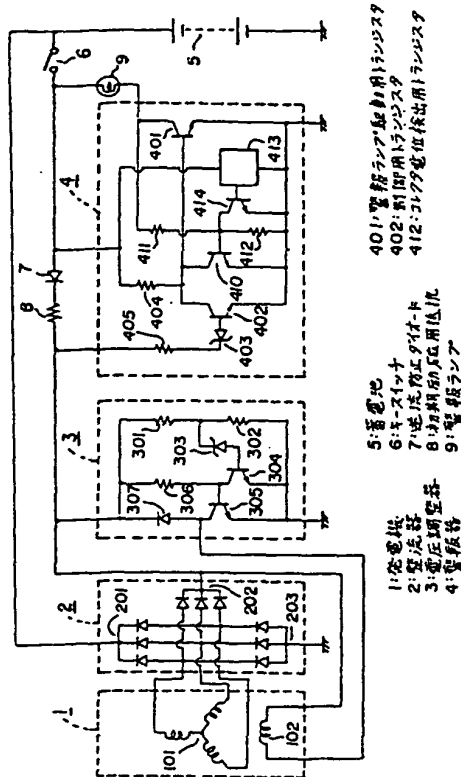 1
2
3
4
5
6
7
8
9
101
102
201
202
203
301
302
303
304
305
306
307
401
402
403
404
405
410
411
412
413
414
1:発電機
2:整流器
3:電圧調整器
4:警報器
5:蓄電池
6:キースイッチ
7:逆流防止ダイオード
8:初期励磁用抵抗
9:警報ランプ
401:警報ランプ駆動用トランジスタ
402:制御用トランジスタ
412:コレクタ電位検出用トランジスタ